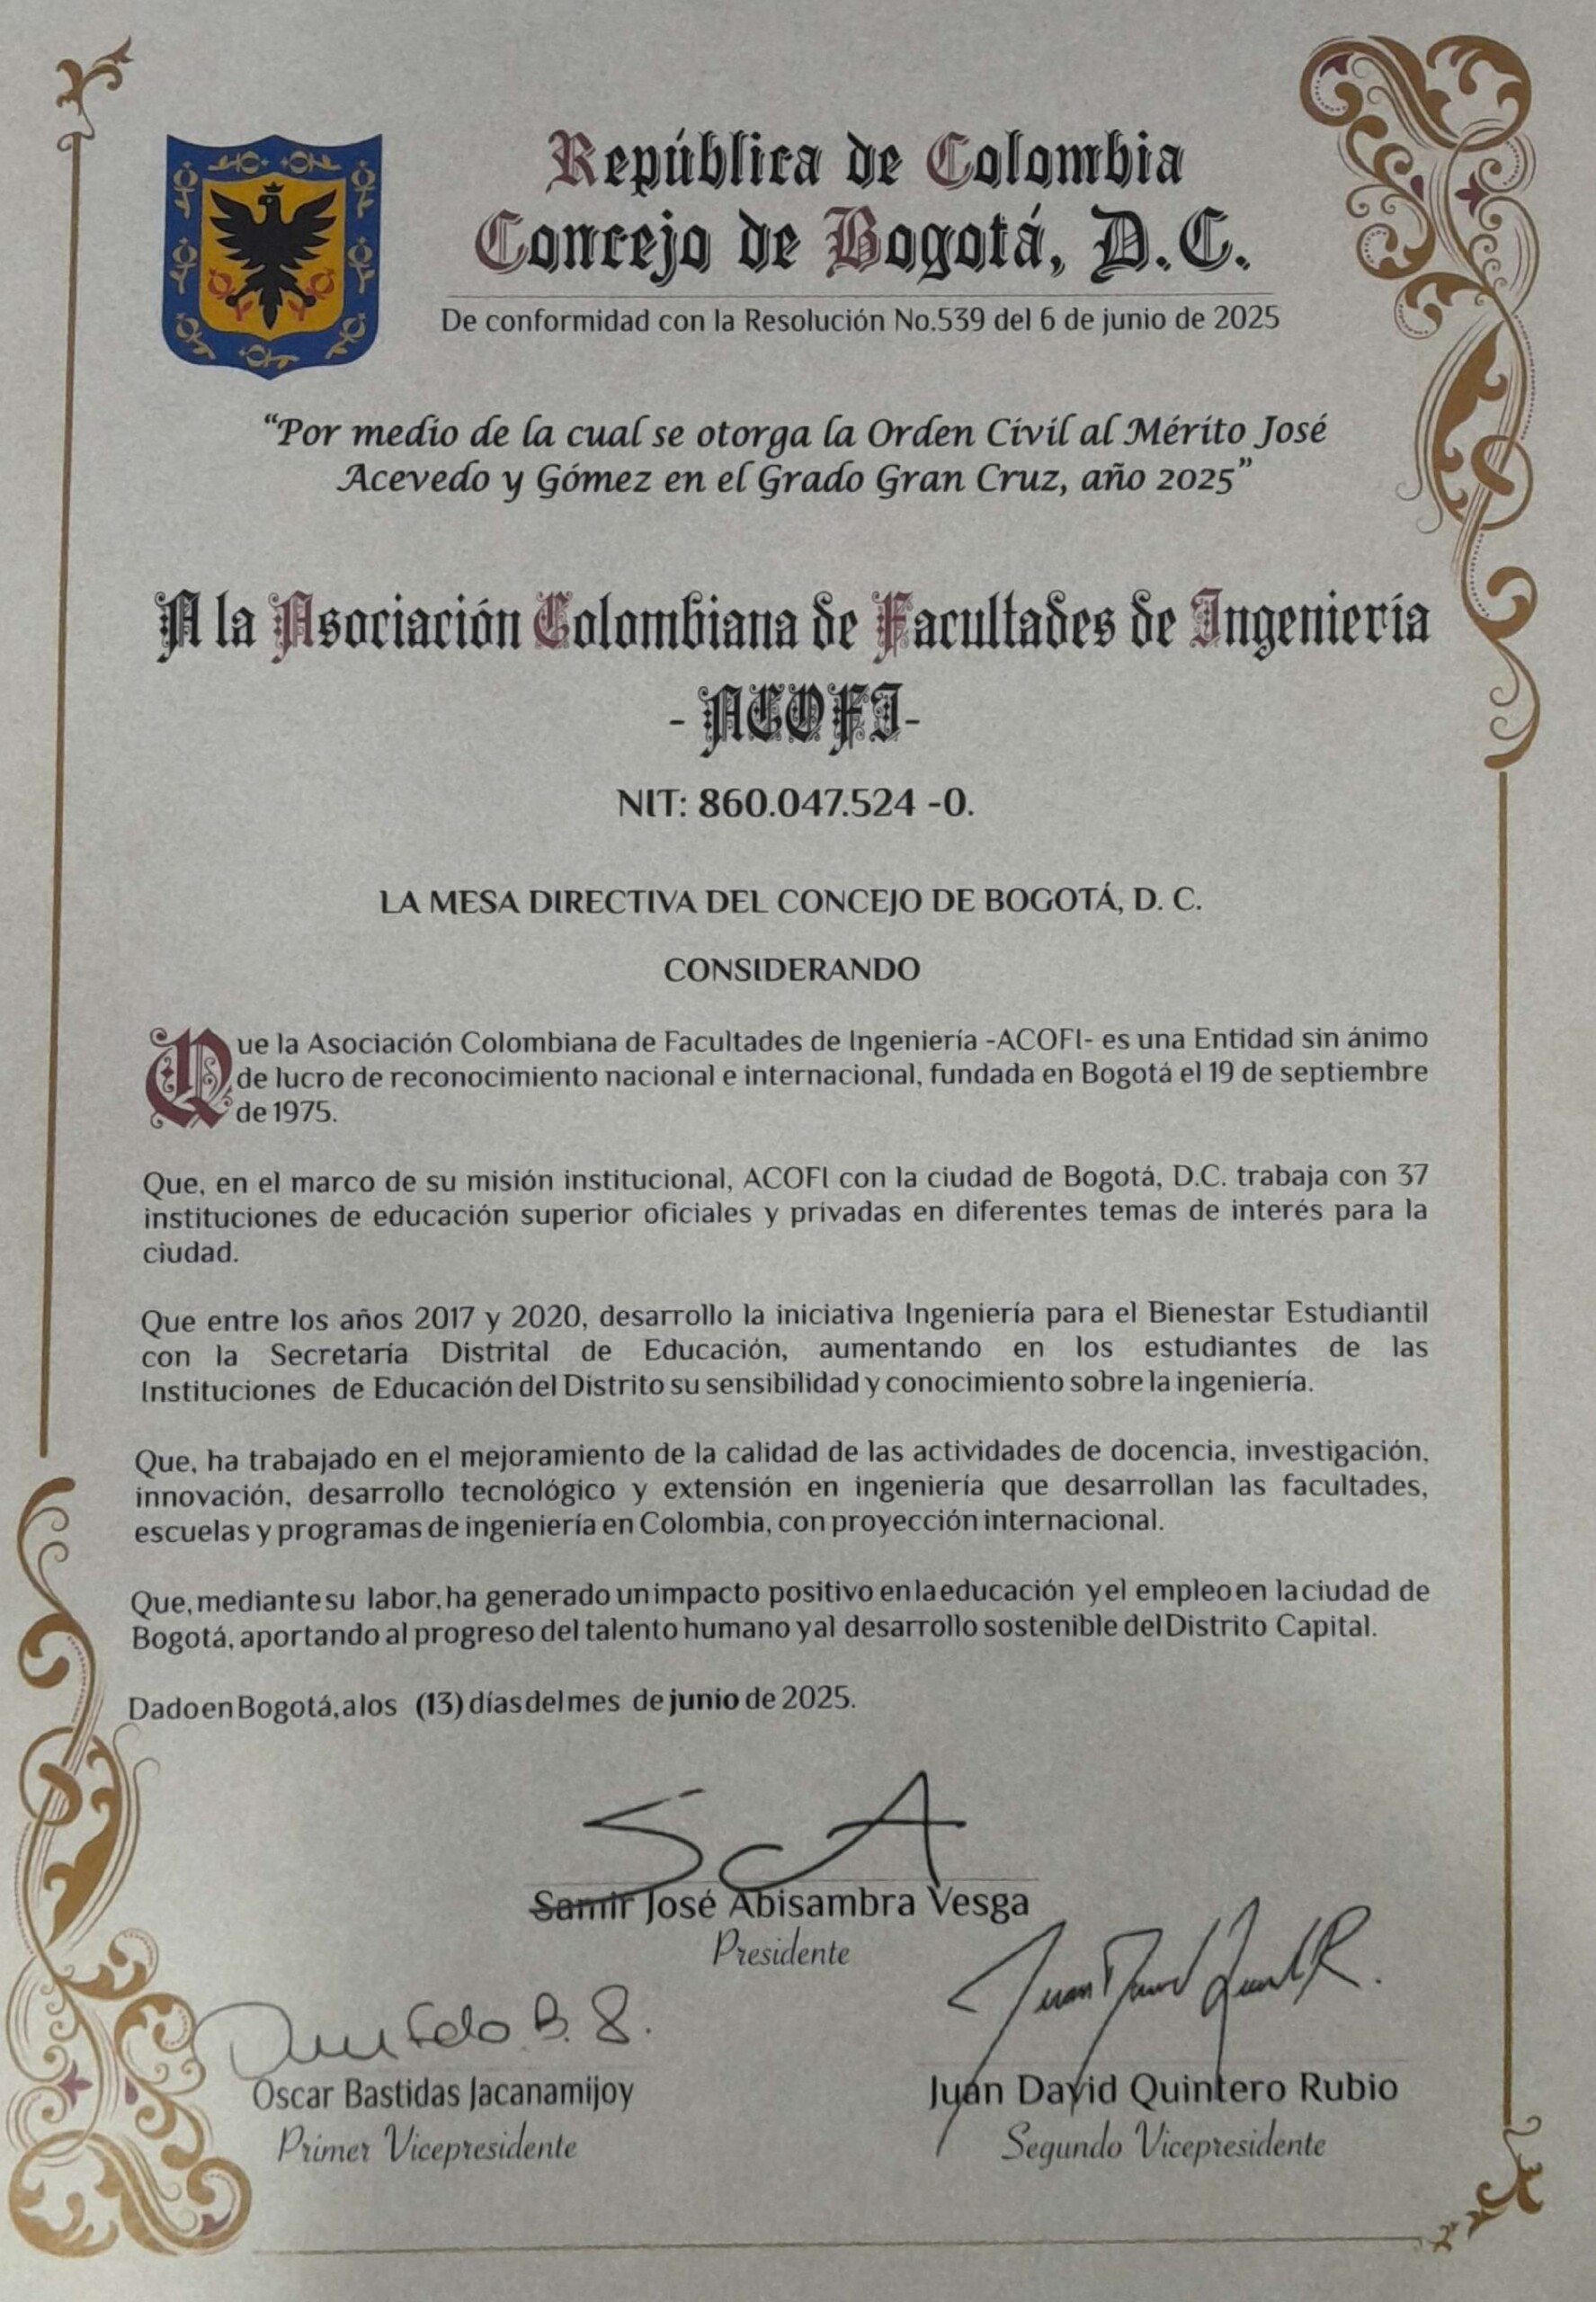 República de Colombia
Concejo de Bogotá, D.C.
De conformidad con la Resolución No.539 del 6 de junio de 2025
“Por medio de la cual se otorga la Orden Civil al Mérito José
Acevedo y Gómez en el Grado Gran Cruz, año 2025”
A la Asociación Colombiana de Facultades de Ingeniería
- ACOFI-
NIT: 860.047.524 -0.
LA MESA DIRECTIVA DEL CONCEJO DE BOGOTÁ, D. C.
CONSIDERANDO
Que la Asociación Colombiana de Facultades de Ingeniería -ACOFI- es una Entidad sin ánimo
de lucro de reconocimiento nacional e internacional, fundada en Bogotá el 19 de septiembre
de 1975.
Que, en el marco de su misión institucional, ACOFI con la ciudad de Bogotá, D.C. trabaja con 37
instituciones de educación superior oficiales y privadas en diferentes temas de interés para la
ciudad.
Que entre los años 2017 y 2020, desarrollo la iniciativa Ingeniería para el Bienestar Estudiantil
con la Secretaría Distrital de Educación, aumentando en los estudiantes de las
Instituciones de Educación del Distrito su sensibilidad y conocimiento sobre la ingeniería.
Que, ha trabajado en el mejoramiento de la calidad de las actividades de docencia, investigación,
innovación, desarrollo tecnológico y extensión en ingeniería que desarrollan las facultades,
escuelas y programas de ingeniería en Colombia, con proyección internacional.
Que, mediante su labor, ha generado un impacto positivo en la educación y el empleo en la ciudad de
Bogotá, aportando al progreso del talento humano y al desarrollo sostenible del Distrito Capital.
Dado en Bogotá, a los (13) días del mes de junio de 2025.
Samir José Abisambra Vesga
Presidente
Juan David Quintero R.
Oscar Bastidas Jacanamijoy
Primer Vicepresidente
Juan David Quintero Rubio
Segundo Vicepresidente